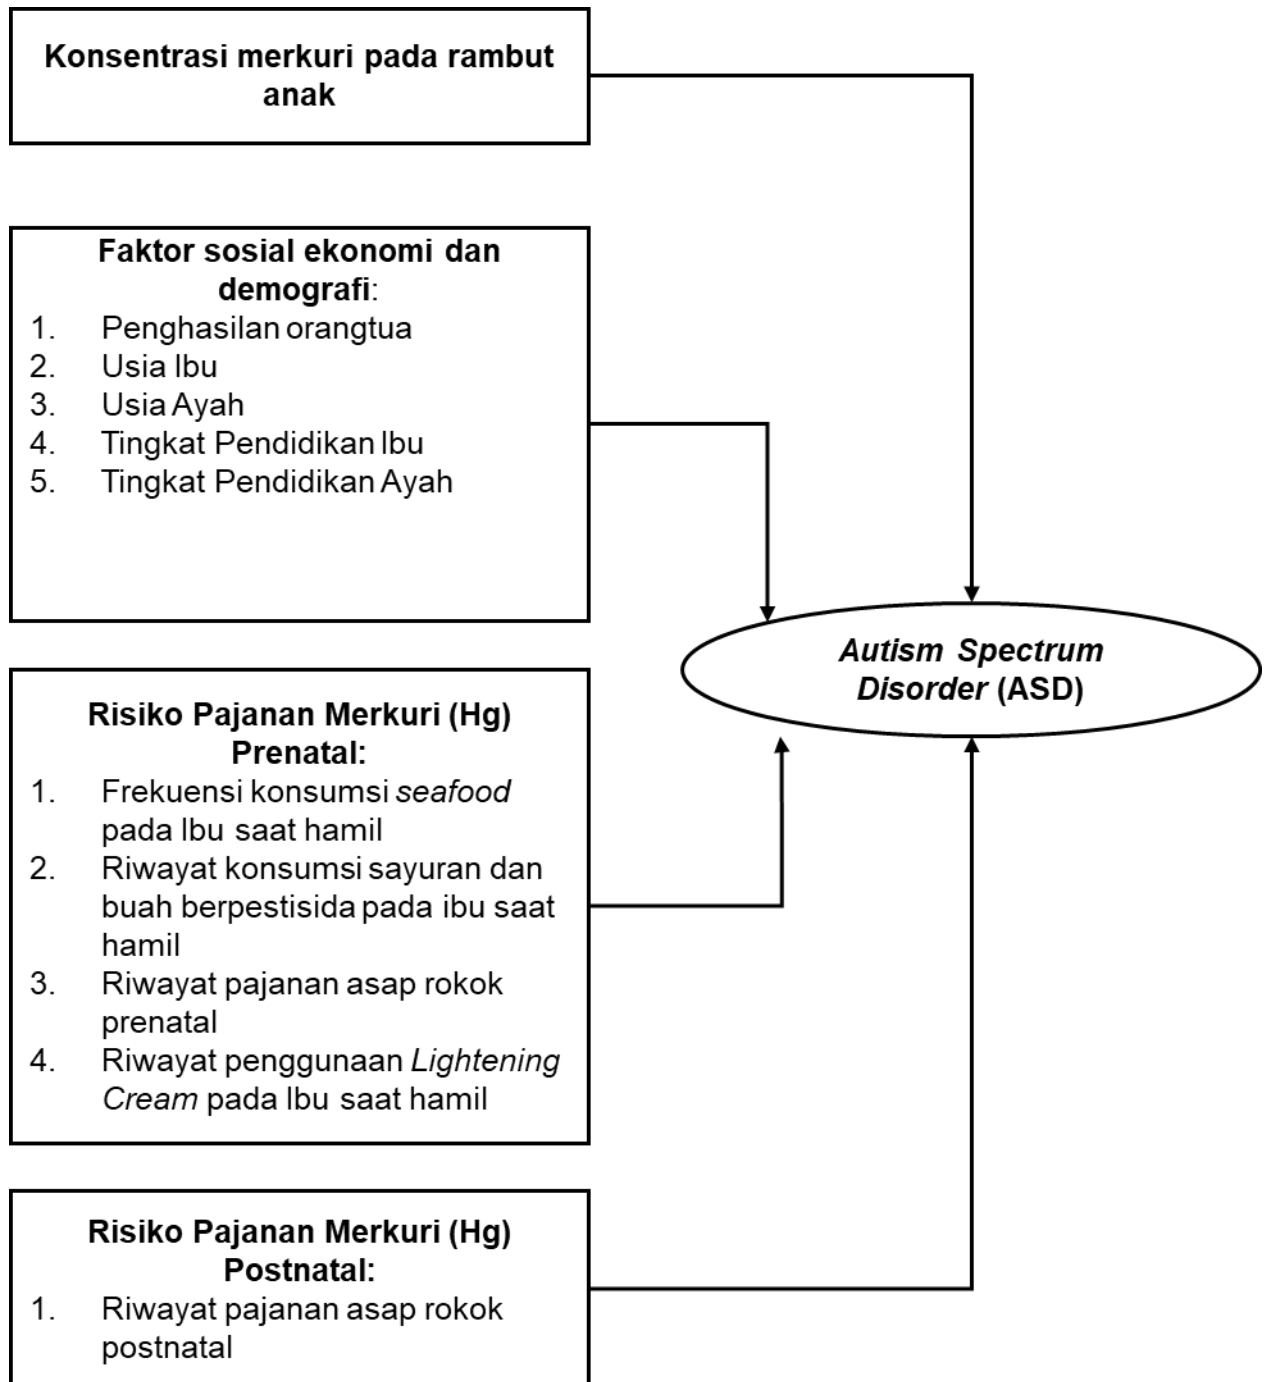 Konsentrasi merkuri pada rambut
anak
Faktor sosial ekonomi dan
demografi:
1. Penghasilan orangtua
2. Usia Ibu
3. Usia Ayah
4. Tingkat Pendidikan Ibu
5. Tingkat Pendidikan Ayah
Autism Spectrum
Disorder (ASD)
Risiko Pajanan Merkuri (Hg)
Prenatal:
1. Frekuensi konsumsi seafood
pada Ibu saat hamil
2. Riwayat konsumsi sayuran dan
buah berpestisida pada ibu saat
hamil
3. Riwayat pajanan asap rokok
prenatal
4. Riwayat penggunaan Lightening
Cream pada Ibu saat hamil
Risiko Pajanan Merkuri (Hg)
Postnatal:
1. Riwayat pajanan asap rokok
postnatal